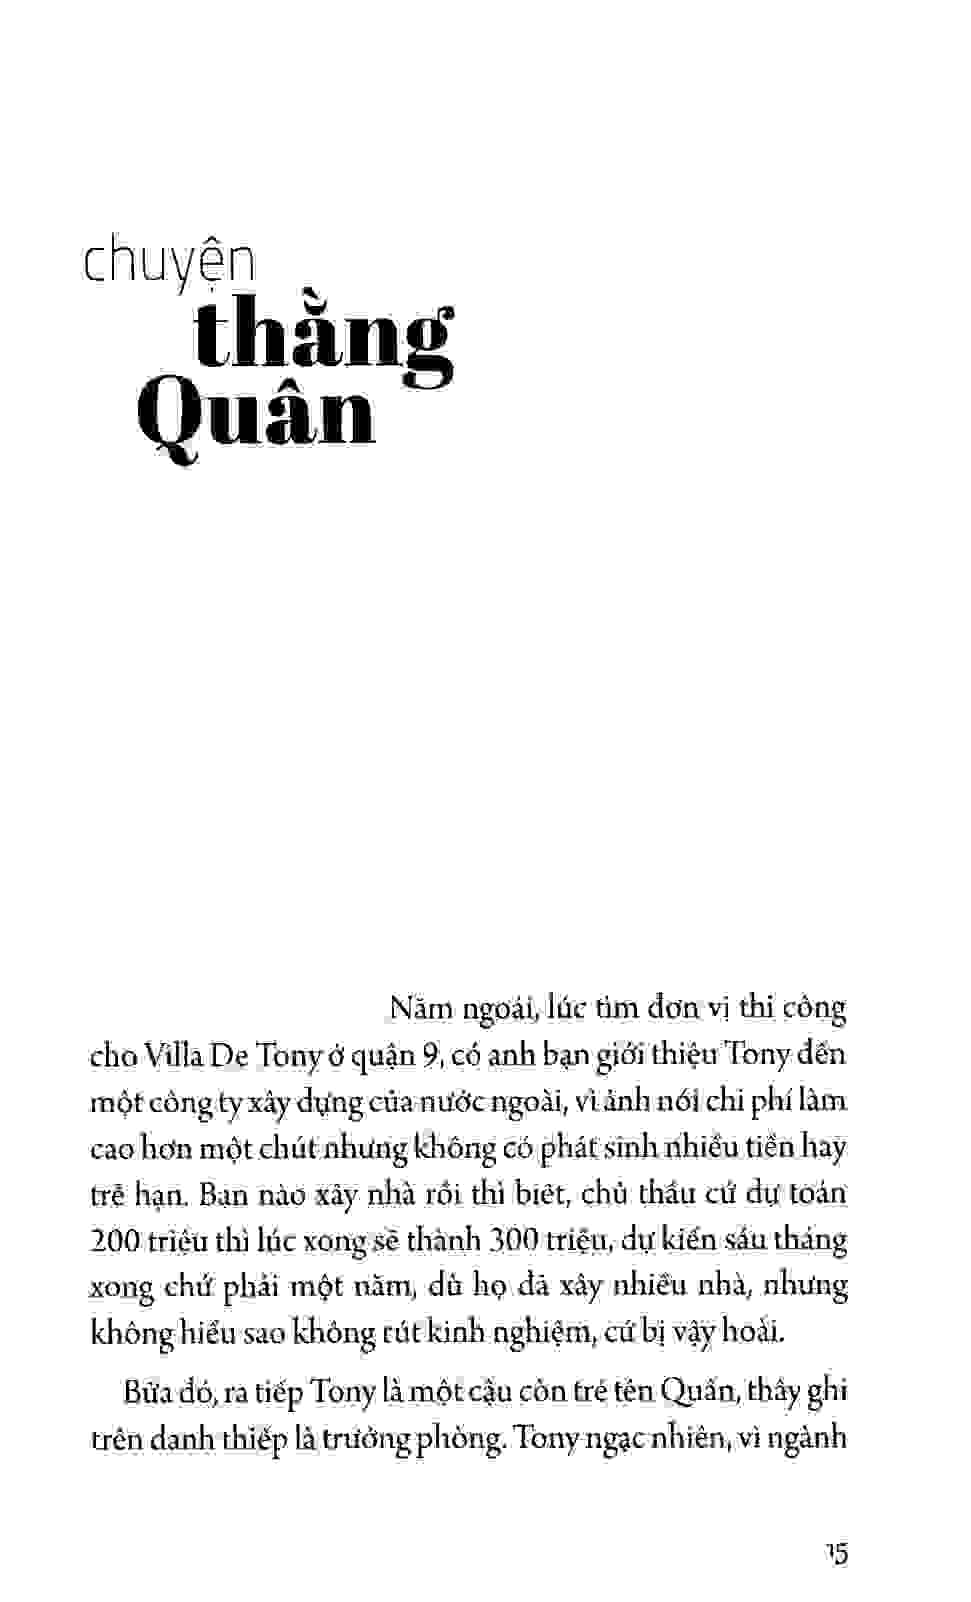 chuyện
thằng
Quân
Năm ngoái, lúc tìm đơn vị thi công
cho Villa De Tony ở quận 9, có anh bạn giới thiệu Tony đến
một công ty xây dựng của nước ngoài, vì ảnh nói chi phí làm
cao hơn một chút nhưng không có phát sinh nhiều tiền hay
trễ hạn. Bạn nào xây nhà rồi thì biết, chủ thầu cứ dự toán
200 triệu thì lúc xong sẽ thành 300 triệu, dự kiến sáu tháng
xong chứ phải một năm, dù họ đã xây nhiều nhà, nhưng
không hiểu sao không rút kinh nghiệm, cứ bị vậy hoài.
Bữa đó, ra tiếp Tony là một cậu còn trẻ tên Quân, thấy ghi
trên danh thiếp là trưởng phòng. Tony ngạc nhiên, vì ngành
15